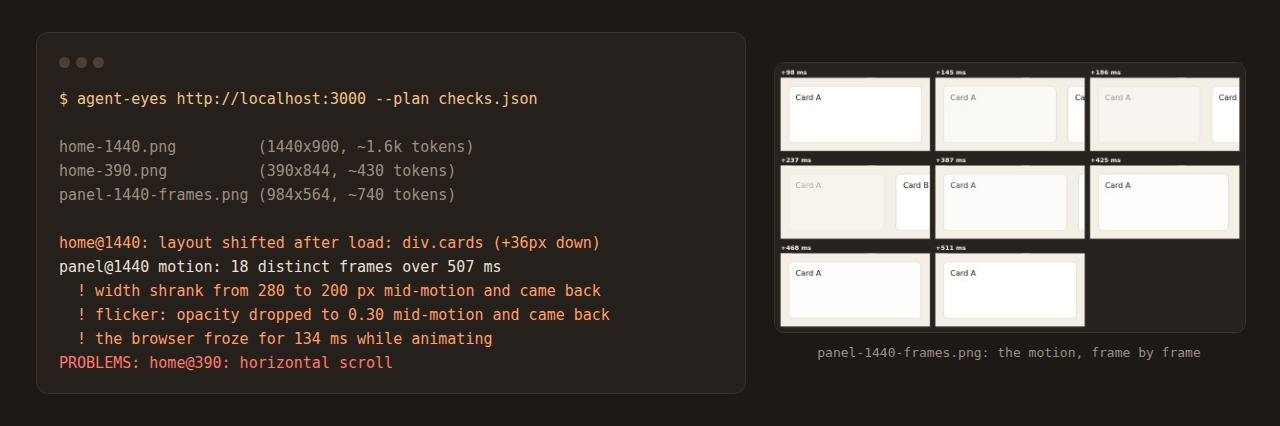 $ agent-eyes http://localhost:3000 --plan checks.json
home-1440.png (1440x900, ~1.6k tokens)
home-390.png (390x844, ~430 tokens)
panel-1440-frames.png (984x564, ~740 tokens)
home@1440: layout shifted after load: div.cards (+36px down)
panel@1440 motion: 18 distinct frames over 507 ms
! width shrank from 280 to 200 px mid-motion and came back
! flicker: opacity dropped to 0.30 mid-motion and came back
! the browser froze for 134 ms while animating
PROBLEMS: home@390: horizontal scroll
+98 ms
Card A
+145 ms
Card A
Ca
+186 ms
Card A
Card
+237 ms
Card A
Card B
+387 ms
Card A
+425 ms
Card A
+468 ms
Card A
+511 ms
Card A
panel-1440-frames.png: the motion, frame by frame